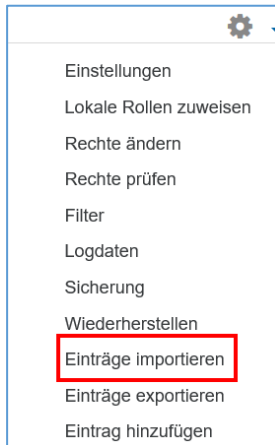 Einstellungen
Lokale Rollen zuweisen
Rechte ändern
Rechte prüfen
Filter
Logdaten
Sicherung
Wiederherstellen
Einträge importieren
Einträge exportieren
Eintrag hinzufügen